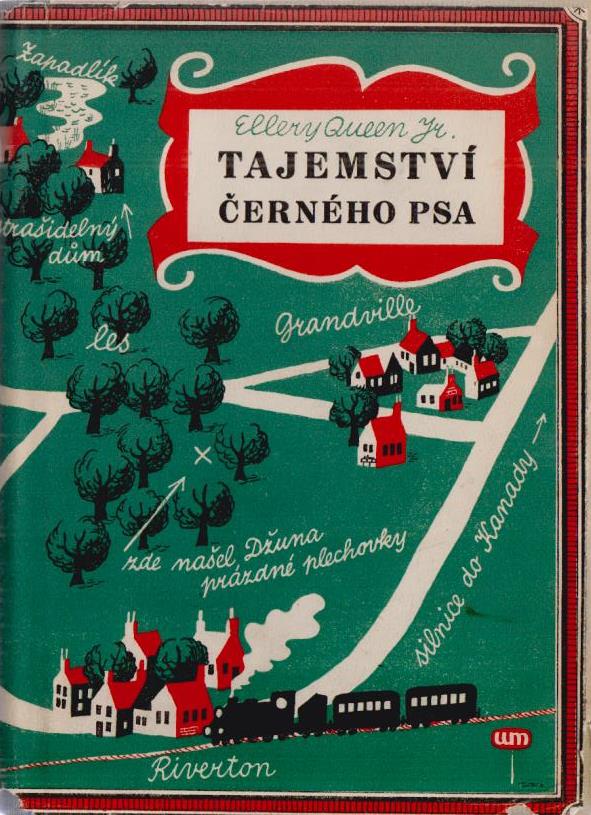 Zapadlík
Ellery Queen Jr.
TAJEMSTVÍ
ČERNÉHO PSA
strašidelný
dům
Grandville
les
zde našel Džuna
prázdné plechovky
silnice do Kanady
um
Riverton